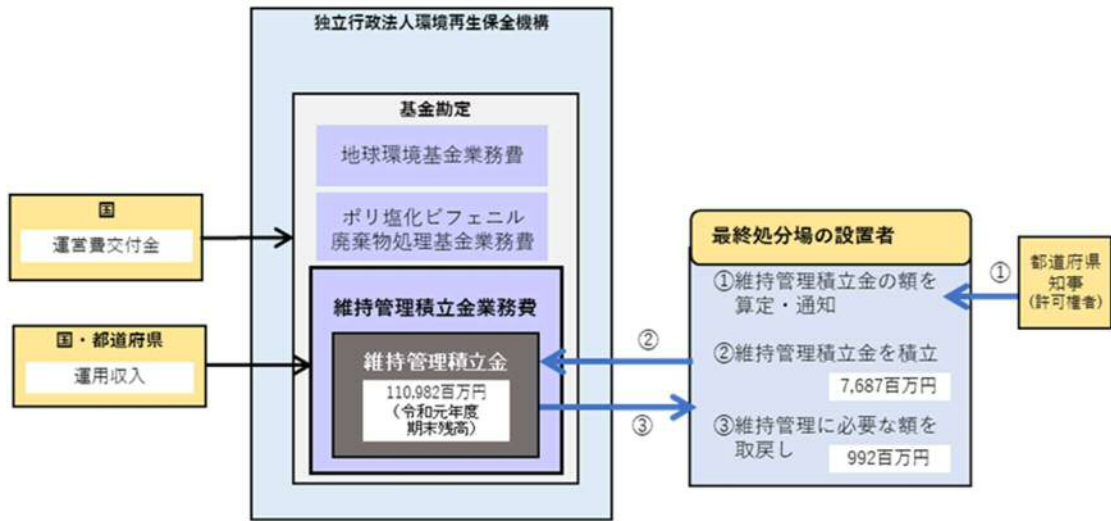 独立行政法人環境再生保全機構
基金勘定
地球環境基金業務費
ポリ塩化ビフェニル
廃棄物処理基金業務費
維持管理積立金業務費
維持管理積立金
110,982百万円
(令和元年度
期末残高)
国
運営費交付金
国・都道府県
運用収入
②
③
最終処分場の設置者
①維持管理積立金の額を
算定・通知
②維持管理積立金を積立
7,687百万円
③維持管理に必要な額を
取戻し
992百万円
①
都道府県
知事
(許可権者)